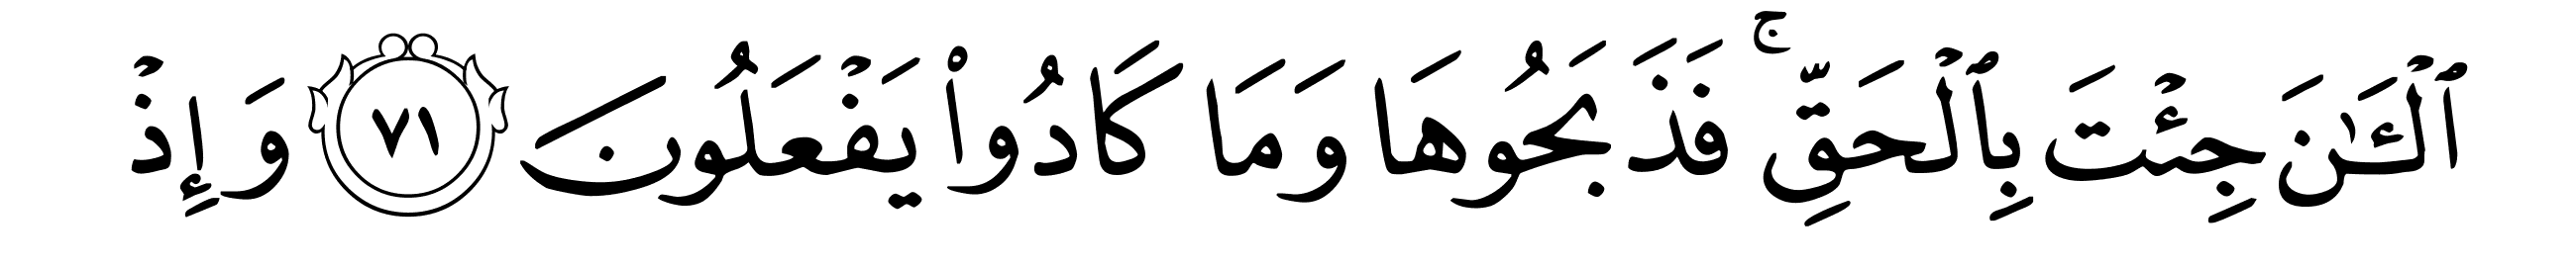 ٱلۡـَٰٔنَ جِئۡتَ بِٱلۡحَقِّۚ فَذَبَحُوهَا وَمَا كَادُواْ يَفۡعَلُونَ ٧١ وَإِذۡ